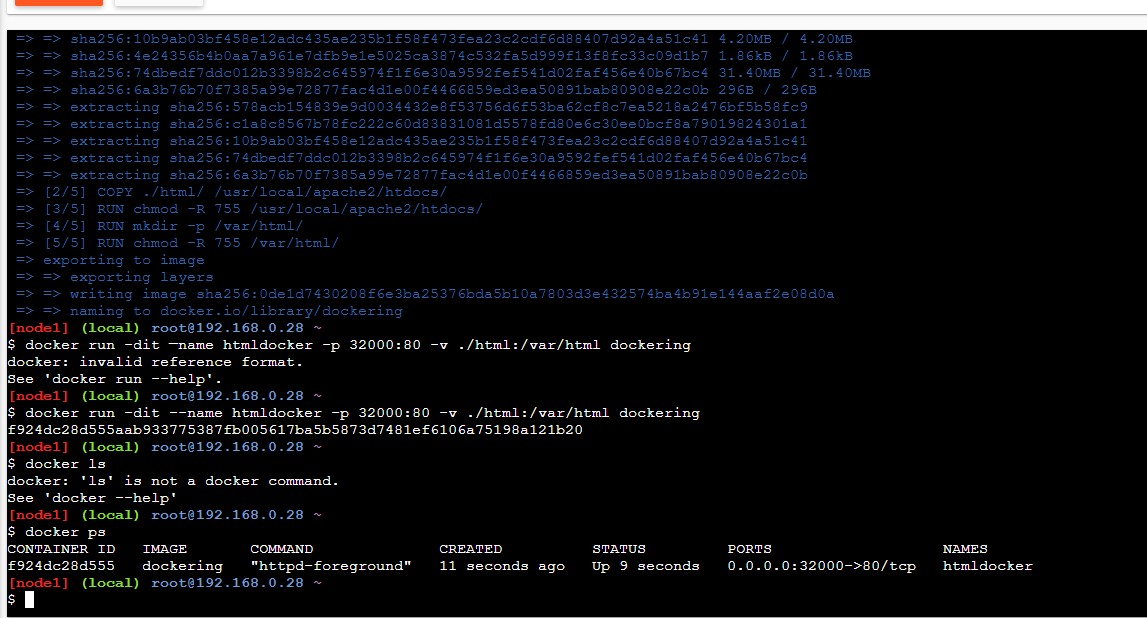 => => sha256:10b9ab03bf458e12adc435ae235b1f58f473fea23c2cdf6d88407d92a4a51c41 4.20MB / 4.20MB
=> => sha256:4e24356b4b0aa7a961e7dfb9e1e5025ca3874c532fa5d999f13f8fc33c09d1b7 1.86kB / 1.86kB
=> => sha256:74dbedf7ddc012b3398b2c645974f1f6e30a9592fef541d02faf456e40b67bc4 31.40MB / 31.40MB
=> => sha256:6a3b76b70f7385a99e72877fac4d1e00f4466859ed3ea50891bab80908e22c0b 296B / 296B
=> => extracting sha256:578acb154839e9d0034432e8f53756d6f53ba62cf8c7ea5218a2476bf5b58fc9
=> => extracting sha256:c1a8c8567b78fc222c60d83831081d5578fd80e6c30ee0bcf8a79019824301a1
=> => extracting sha256:10b9ab03bf458e12adc435ae235b1f58f473fea23c2cdf6d88407d92a4a51c41
=> => extracting sha256:74dbedf7ddc012b3398b2c645974f1f6e30a9592fef541d02faf456e40b67bc4
=> => extracting sha256:6a3b76b70f7385a99e72877fac4d1e00f4466859ed3ea50891bab80908e22c0b
=> [2/5] COPY ./html/ /usr/local/apache2/htdocs/
=> [3/5] RUN chmod -R 755 /usr/local/apache2/htdocs/
=> [4/5] RUN mkdir -p /var/html/
=> [5/5] RUN chmod -R 755 /var/html/
=> exporting to image
=> => exporting layers
=> => writing image sha256:0de1d7430208f6e3ba25376bda5b10a7803d3e432574ba4b91e144aaf2e08d0a
=> => naming to docker.io/library/dockering
[node1] (local) root@192.168.0.28 ~
$ docker run -dit —name htmldocker -p 32000:80 -v ./html:/var/html dockering
docker: invalid reference format.
See 'docker run --help'.
[node1] (local) root@192.168.0.28 ~
$ docker run -dit --name htmldocker -p 32000:80 -v ./html:/var/html dockering
f924dc28d555aab933775387fb005617ba5b5873d7481ef6106a75198a121b20
[node1] (local) root@192.168.0.28 ~
$ docker ls
docker: 'ls' is not a docker command.
See 'docker --help'
[node1] (local) root@192.168.0.28 ~
$ docker ps
CONTAINER ID IMAGE COMMAND CREATED STATUS PORTS NAMES
f924dc28d555 dockering "httpd-foreground" 11 seconds ago Up 9 seconds 0.0.0.0:32000->80/tcp htmldocker
[node1] (local) root@192.168.0.28 ~
$